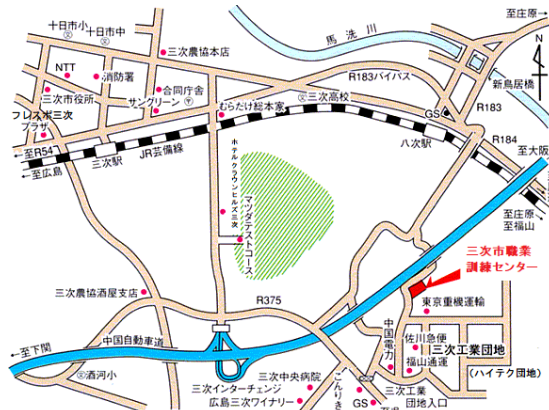 十日市小
十日市中
三次農協本店
NTT
消防署
合同庁舎
三次市役所
サングリーン
フレスポ三次
プラザ
むらたけ総本家
三次高校
馬洗川
R183バイパス
至庄原→
新鳥居橋
GS
R183
R184
←至R54
←至広島
三次駅
JR芸備線
八次駅
至大阪
→至庄原
→至福山
ホテルクラウンヒルズ三次
マツダテストコース
三次市職業
訓練センター
三次農協酒屋支店
R375
東京重機運輸
佐川急便
福山通運
中国電力
三次工業団地
(ハイテク団地)
←至下関
中国自動車道
酒河小
三次インターチェンジ
三次中央病院
広島三次ワイナリー
ごんりき
GS
三次工業
団地入口